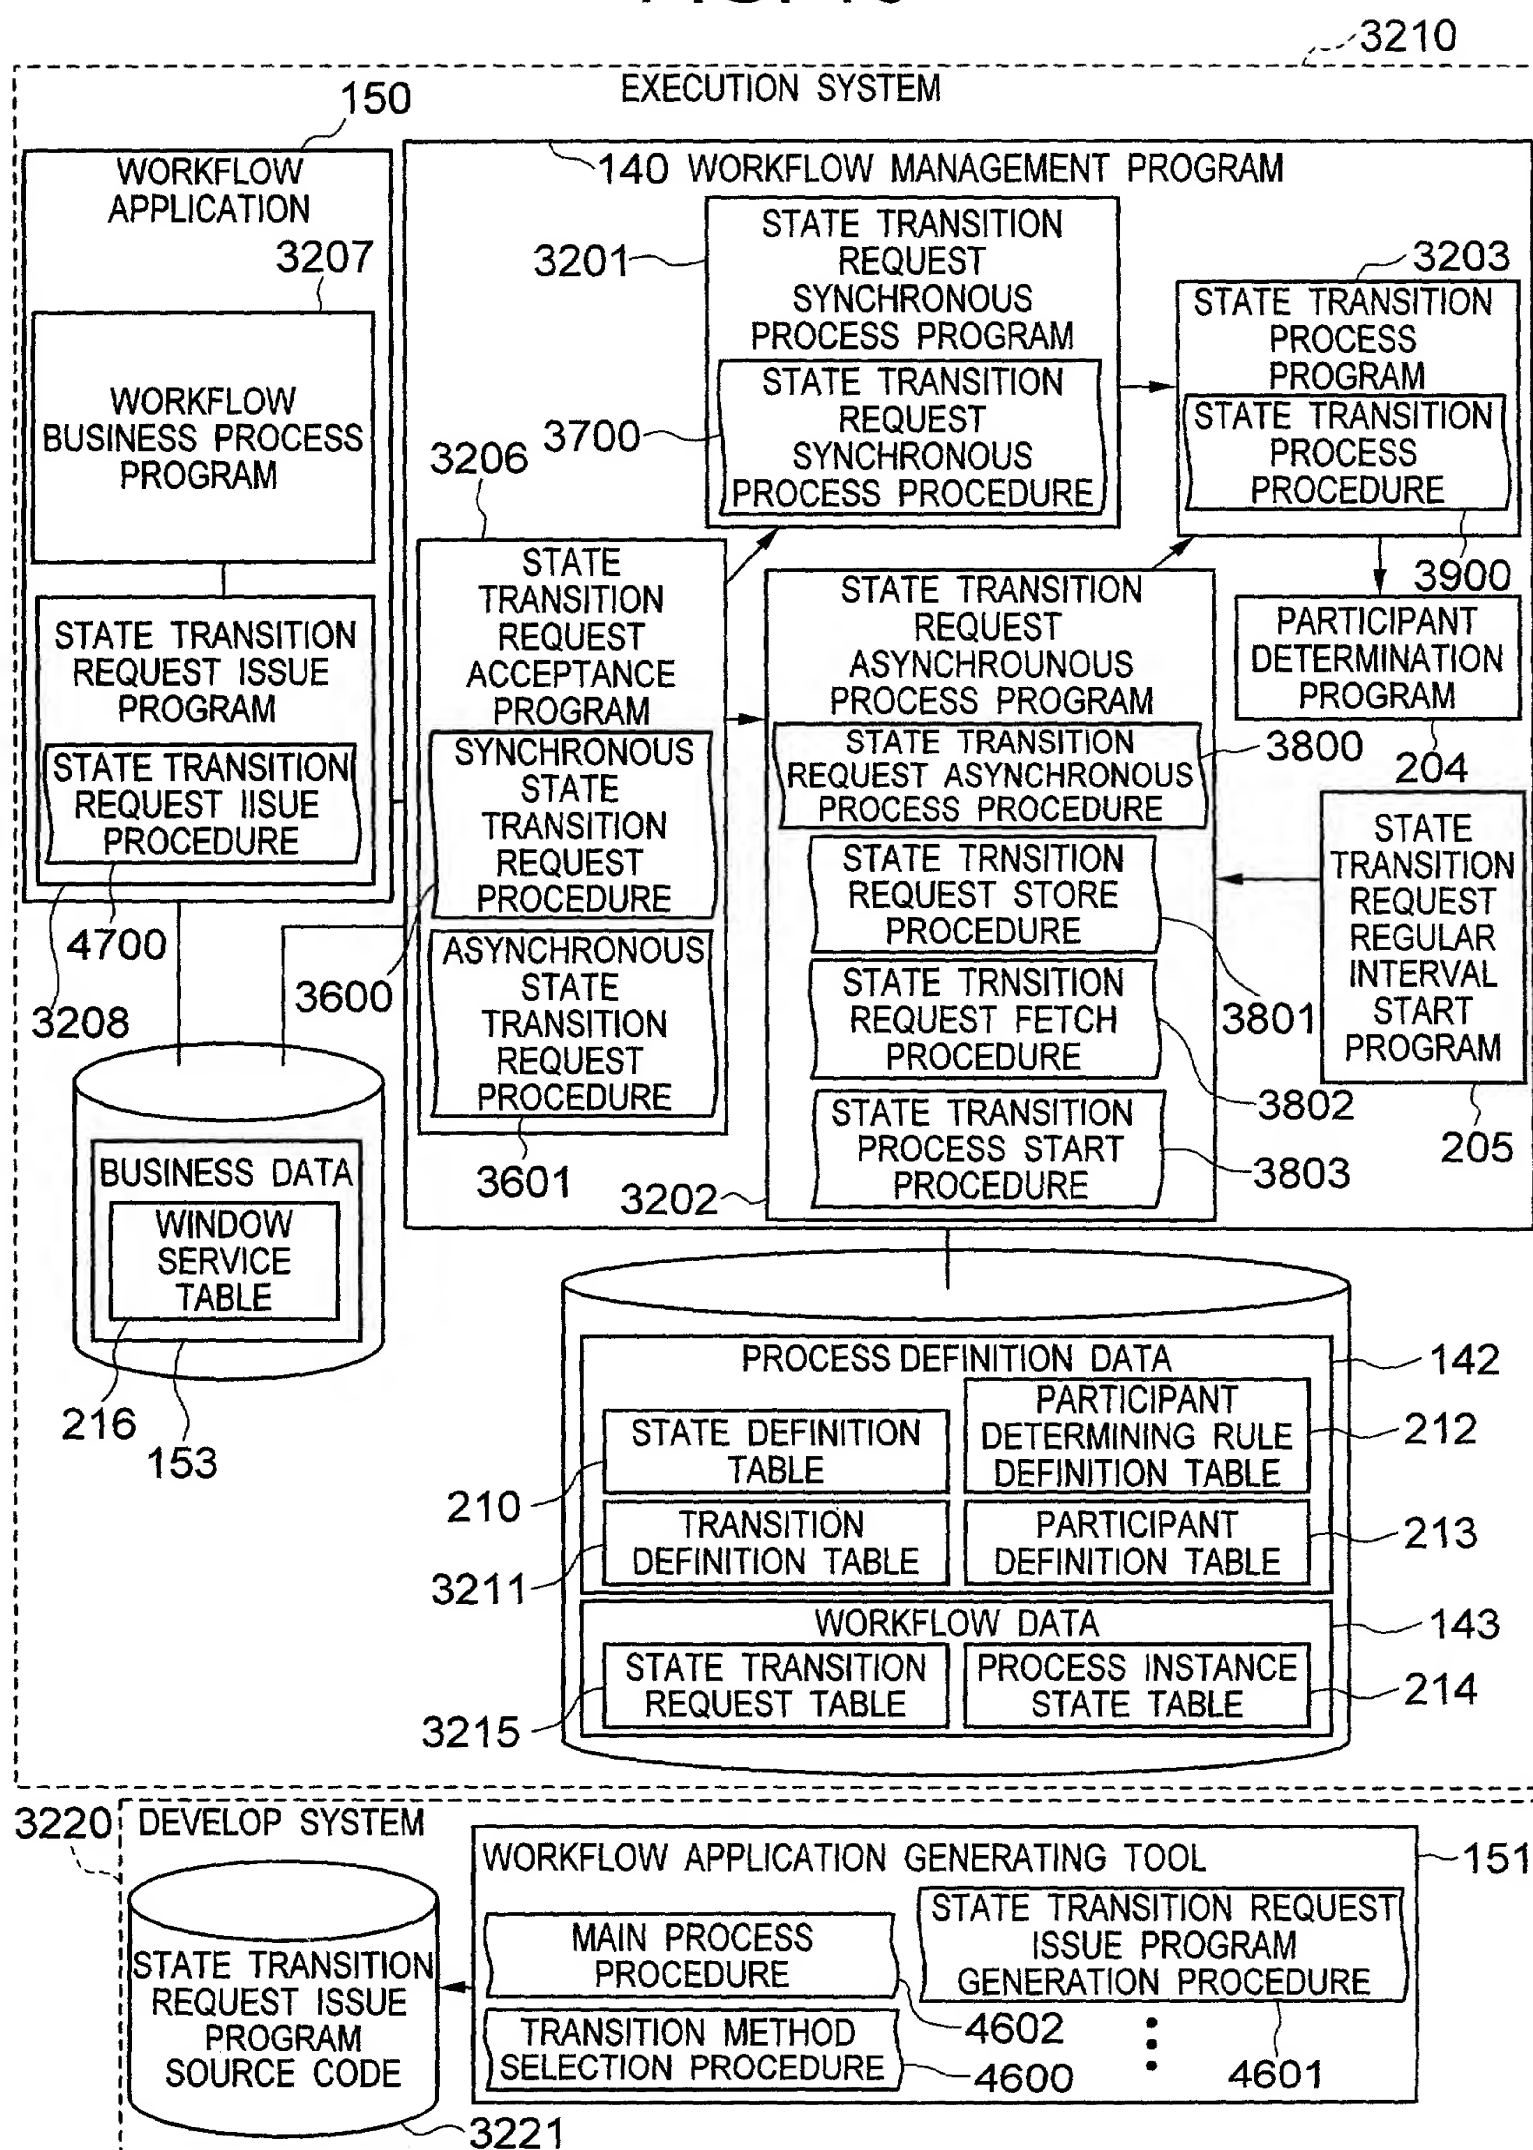 3210
EXECUTION SYSTEM
150
WORKFLOW
APPLICATION
3207
WORKFLOW
BUSINESS PROCESS
PROGRAM
STATE TRANSITION
REQUEST ISSUE
PROGRAM
STATE TRANSITION
REQUEST IISUE
PROCEDURE
4700
3208
140 WORKFLOW MANAGEMENT PROGRAM
3201
STATE TRANSITION
REQUEST
SYNCHRONOUS
PROCESS PROGRAM
3700
STATE TRANSITION
REQUEST
SYNCHRONOUS
PROCESS PROCEDURE
3203
STATE TRANSITION
PROCESS
PROGRAM
STATE TRANSITION
PROCESS
PROCEDURE
3900
PARTICIPANT
DETERMINATION
PROGRAM
204
3206
STATE
TRANSITION
REQUEST
ACCEPTANCE
PROGRAM
SYNCHRONOUS
STATE
TRANSITION
REQUEST
PROCEDURE
3600
ASYNCHRONOUS
STATE
TRANSITION
REQUEST
PROCEDURE
3601
STATE TRANSITION
REQUEST
ASYNCHROUNOUS
PROCESS PROGRAM
STATE TRANSITION
REQUEST ASYNCHRONOUS
PROCESS PROCEDURE
3800
STATE TRNSITION
REQUEST STORE
PROCEDURE
3801
STATE TRNSITION
REQUEST FETCH
PROCEDURE
3802
STATE TRANSITION
PROCESS START
PROCEDURE
3803
3202
STATE
TRANSITION
REQUEST
REGULAR
INTERVAL
START
PROGRAM
205
BUSINESS DATA
WINDOW
SERVICE
TABLE
216
153
PROCESS DEFINITION DATA
142
STATE DEFINITION
TABLE
210
PARTICIPANT
DETERMINING RULE
DEFINITION TABLE
212
TRANSITION
DEFINITION TABLE
3211
PARTICIPANT
DEFINITION TABLE
213
WORKFLOW DATA
143
STATE TRANSITION
REQUEST TABLE
3215
PROCESS INSTANCE
STATE TABLE
214
3220
DEVELOP SYSTEM
STATE TRANSITION
REQUEST ISSUE
PROGRAM
SOURCE CODE
3221
WORKFLOW APPLICATION GENERATING TOOL
151
MAIN PROCESS
PROCEDURE
4602
TRANSITION METHOD
SELECTION PROCEDURE
4600
STATE TRANSITION REQUEST
ISSUE PROGRAM
GENERATION PROCEDURE
4601